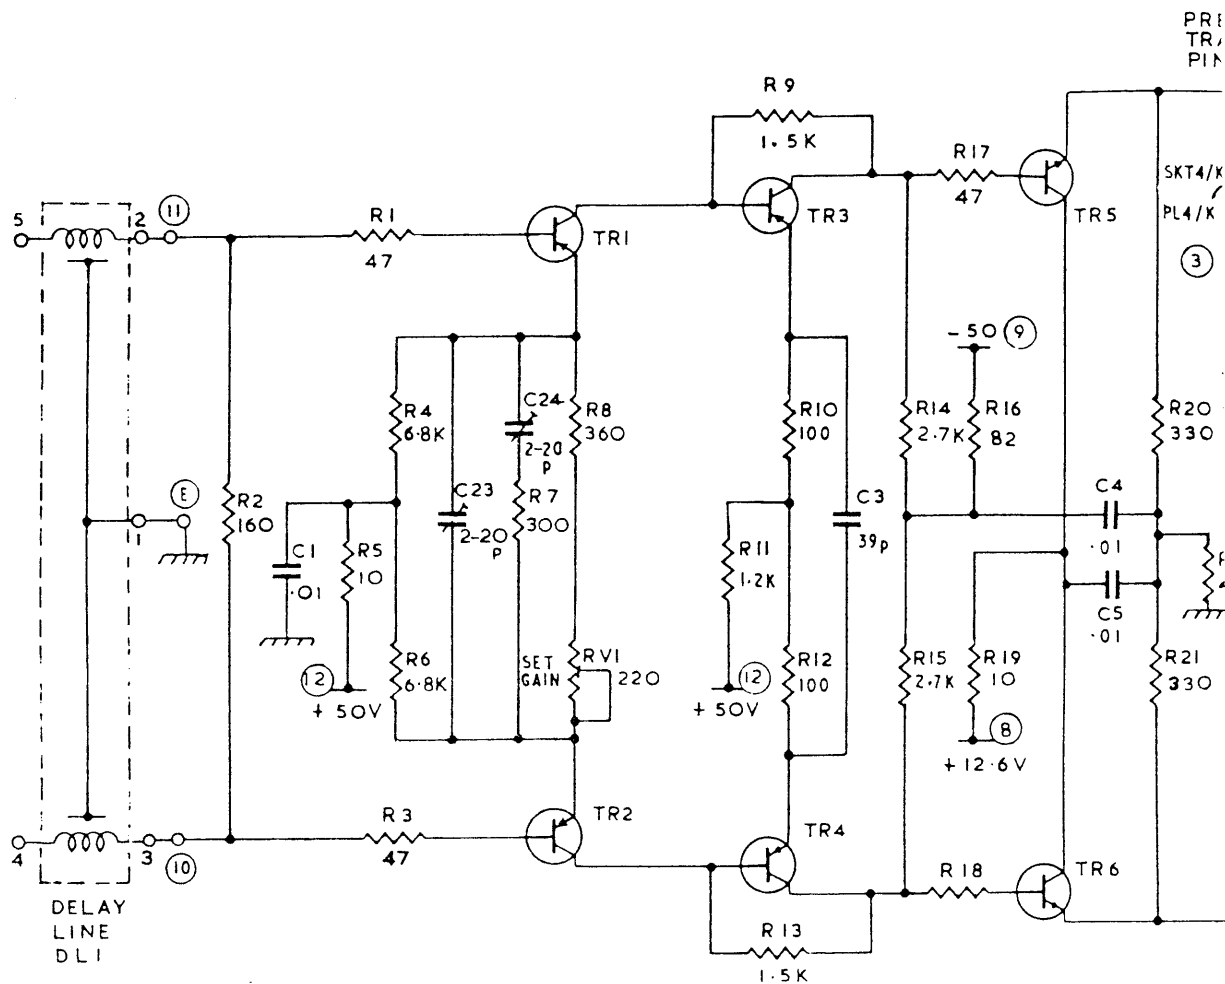 PRE
TRA
PIN
R 9
1.5K
R17
47
SKT4/K
PL4/K
TR5
3
5
2
11
R1
47
TR1
TR3
-50 9
R4
6.8K
C24
2-20
p
R8
360
R10
100
R14
2.7K
R16
82
R20
330
E
R2
160
C23
2-20
p
R7
300
C3
39p
C4
.01
1
C1
.01
R5
10
R11
1.2K
C5
.01
R6
6.8K
SET
GAIN
RV1
220
R12
100
R15
2.7K
R19
10
R21
330
12
+50V
12
+50V
8
+12.6V
R3
47
TR2
TR4
4
3
10
R18
TR6
DELAY
LINE
DL1
R13
1.5K